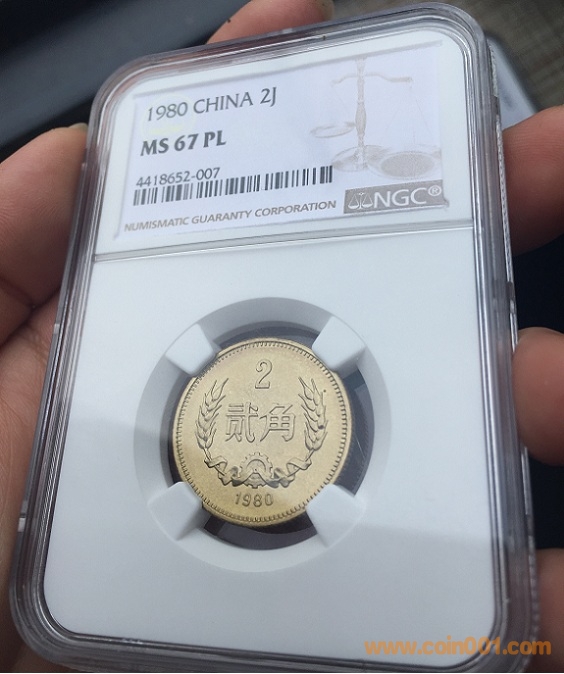 1980 CHINA 2J
MS 67 PL
4418652-007
NUMISMATIC GUARANTY CORPORATION
NGC®
2
贰角
1980
www.coin001.com